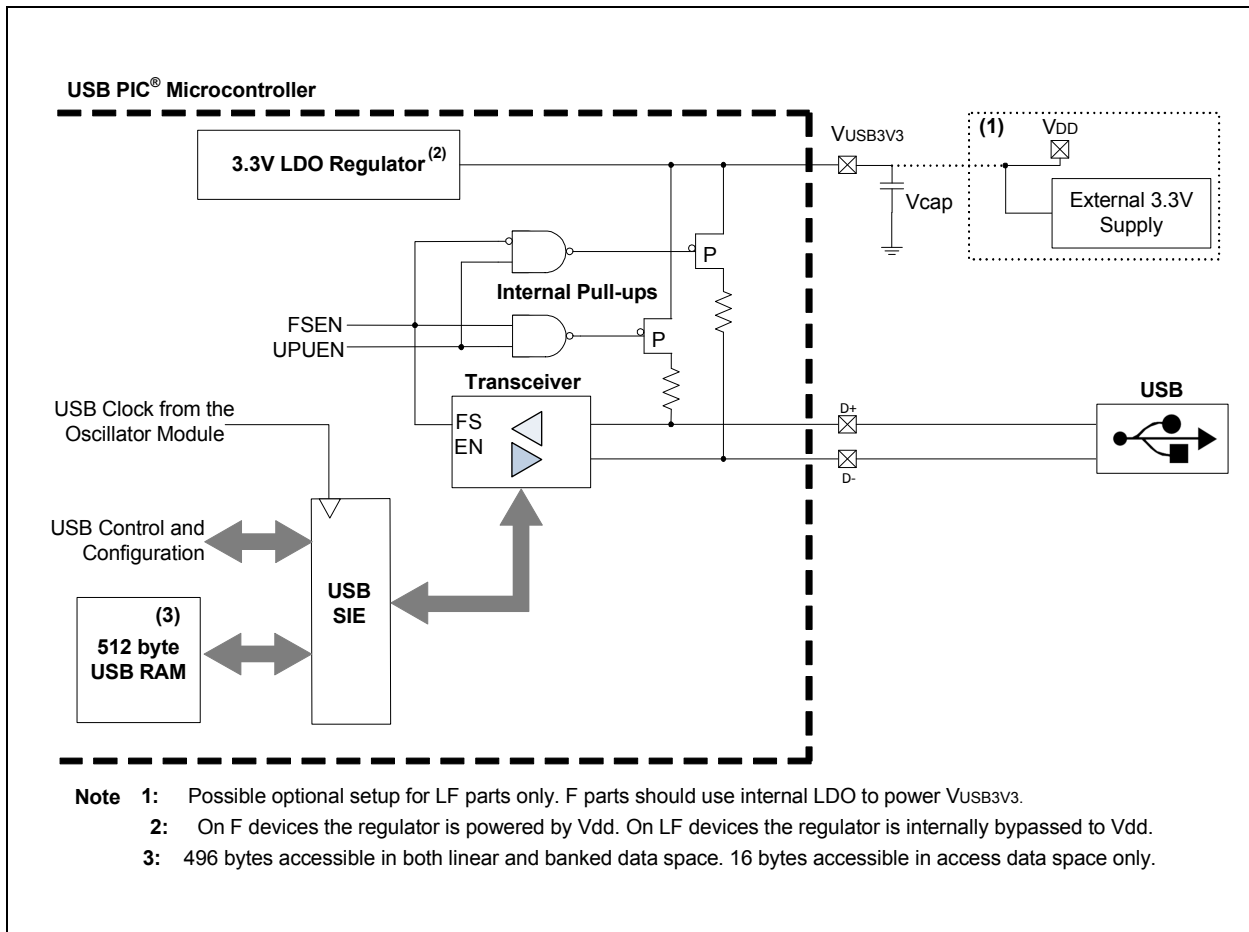 USB PIC® Microcontroller
3.3V LDO Regulator (2)
VUSB3V3
(1)
VDD
External 3.3V
Supply
Vcap
P
Internal Pull-ups
FSEN
UPUEN
P
Transceiver
FS
EN
D+
D-
USB
USB Clock from the
Oscillator Module
USB Control and
Configuration
USB
SIE
(3)
512 byte
USB RAM
Note 1: Possible optional setup for LF parts only. F parts should use internal LDO to power VUSB3V3.
2: On F devices the regulator is powered by Vdd. On LF devices the regulator is internally bypassed to Vdd.
3: 496 bytes accessible in both linear and banked data space. 16 bytes accessible in access data space only.